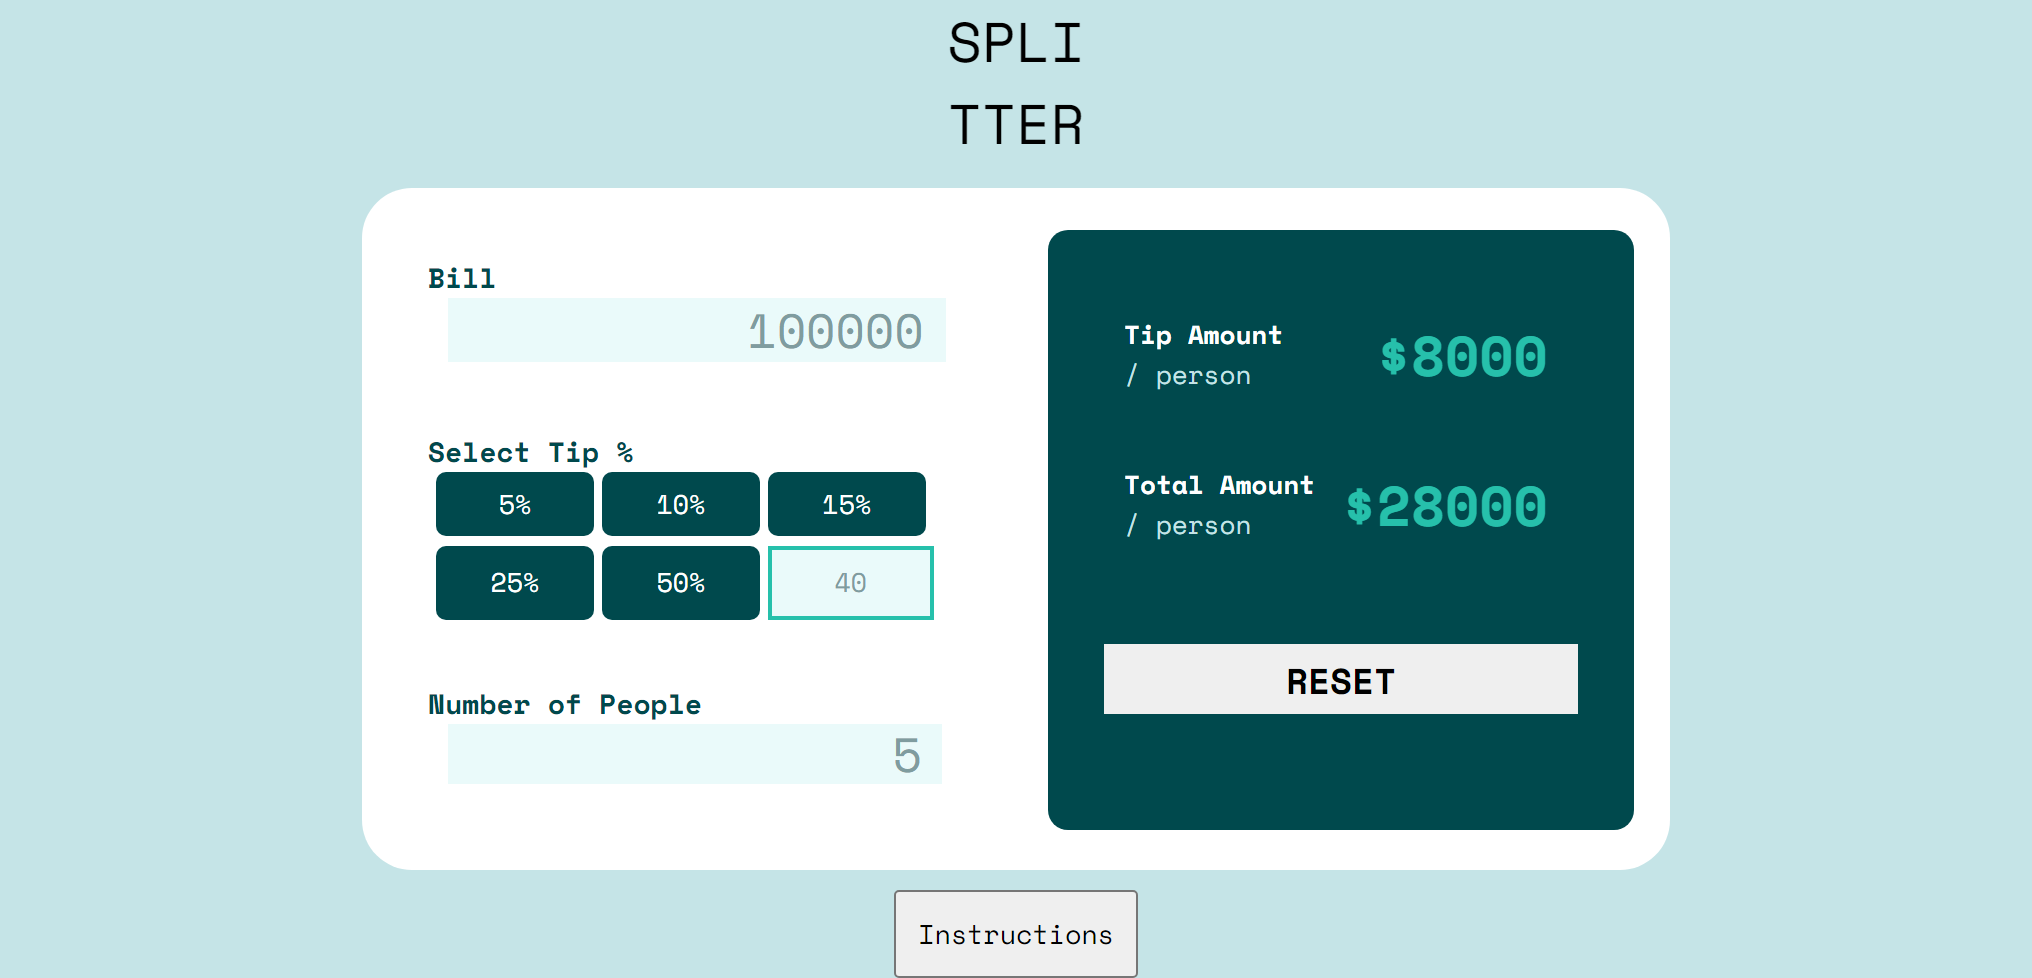 SPLI
TTER
Bill
100000
Select Tip %
5% 10% 15%
25% 50% 40
Number of People
5
Tip Amount
/ person
$8000
Total Amount
/ person
$28000
RESET
Instructions